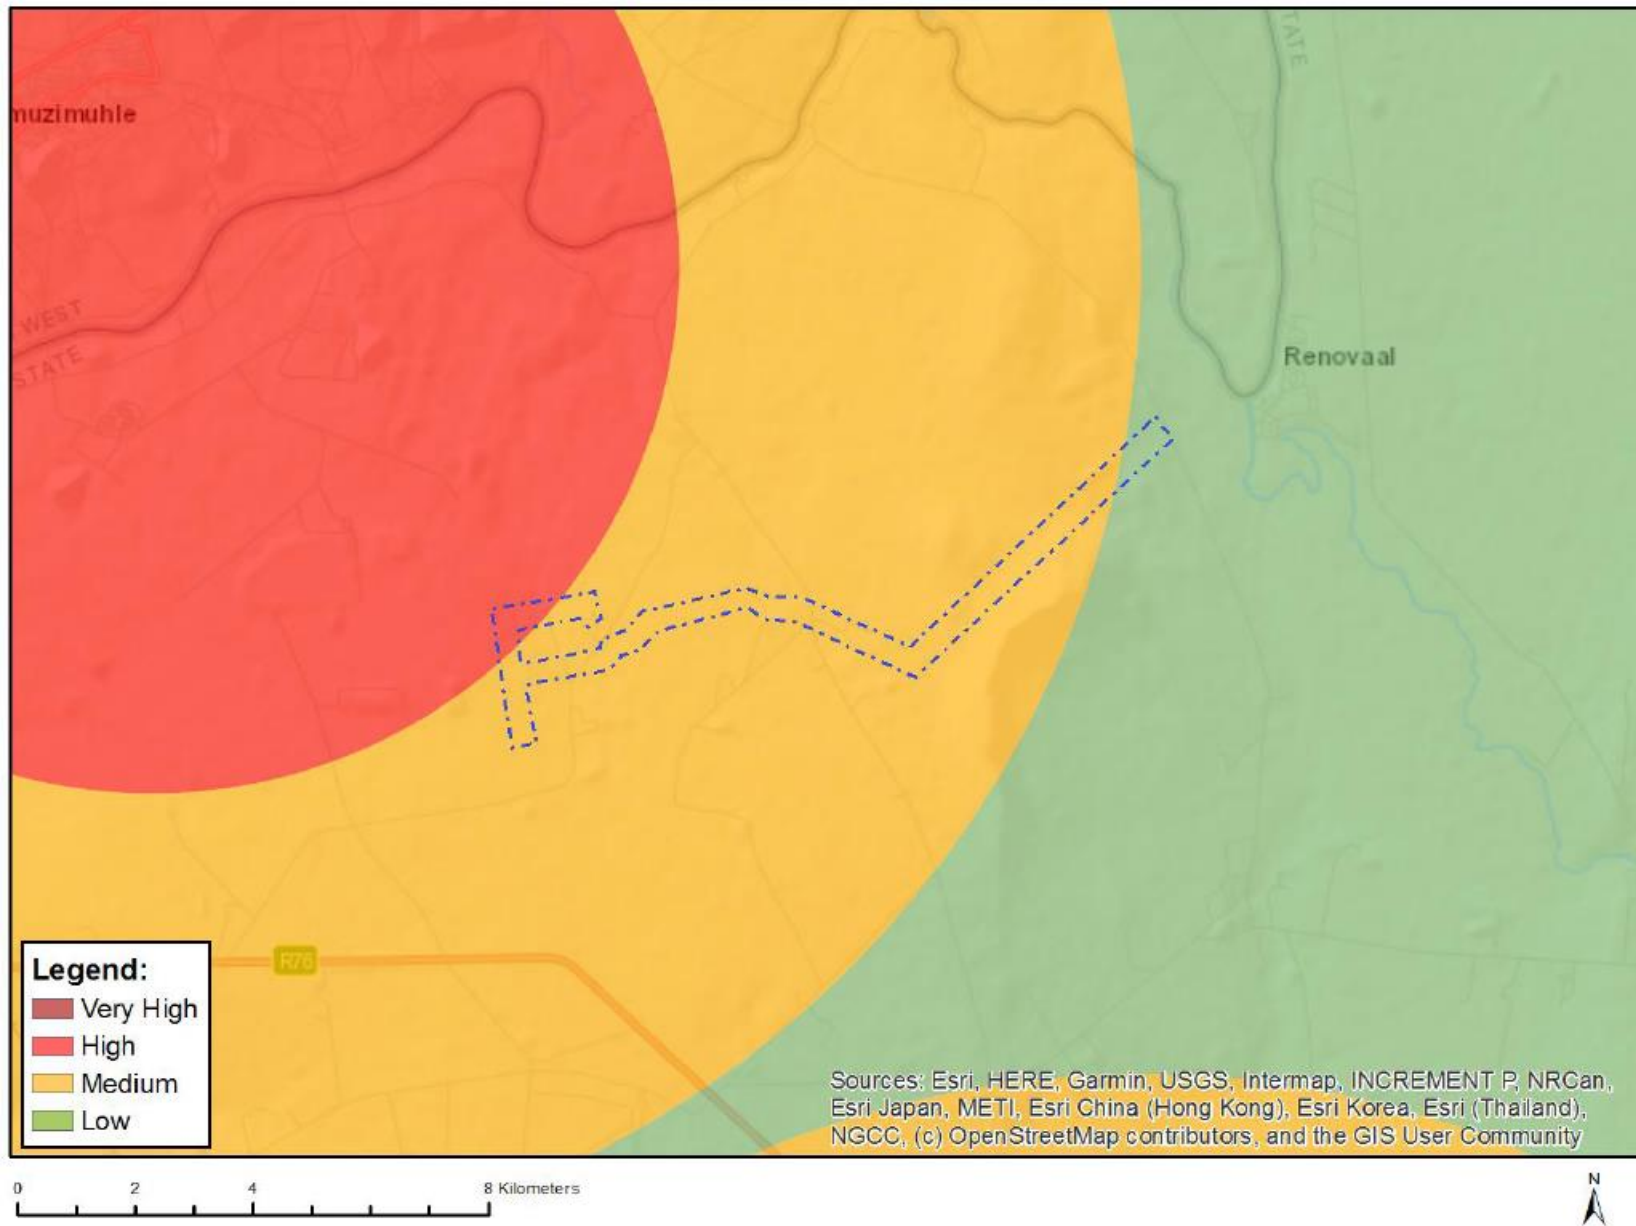 TATE
muzimuhle
WEST
STATE
Renovaal
R76
Legend:
Very High
High
Medium
Low
Sources: Esri, HERE, Garmin, USGS, Intermap, INCREMENT P, NRCan,
Esri Japan, METI, Esri China (Hong Kong), Esri Korea, Esri (Thailand),
NGCC, (c) OpenStreetMap contributors, and the GIS User Community
0 2 4 8 Kilometers
N